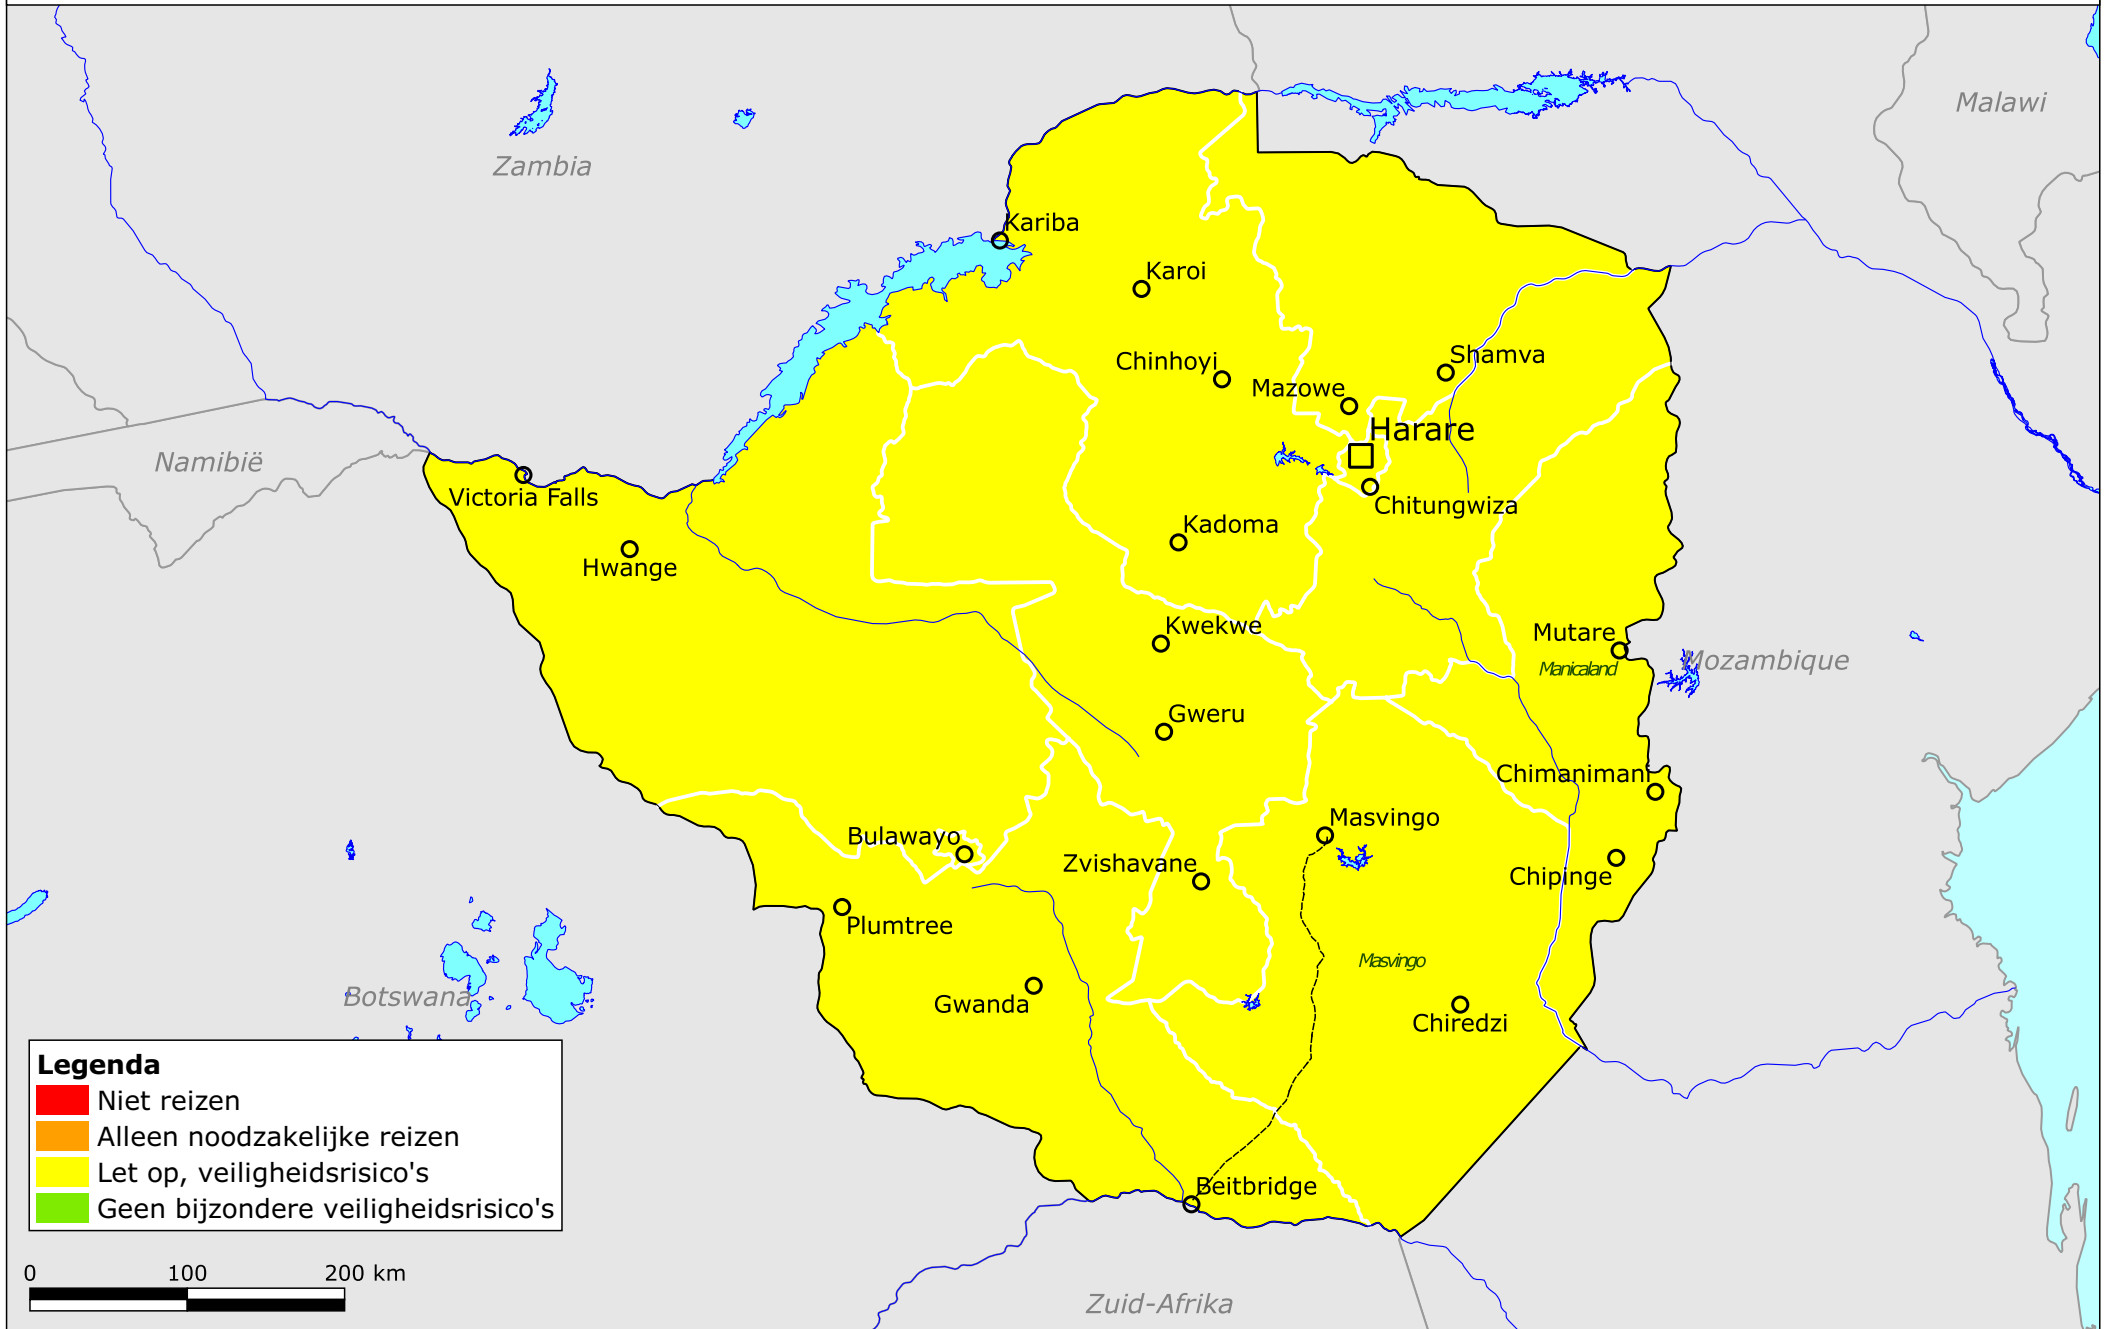 Malawi
Zambia
Kariba
Karoi
Chinhoyi
Shamva
Mazowe
Harare
Namibië
Victoria Falls
Chitungwiza
Kadoma
Hwange
Kwekwe
Mutare
Manicaland
Mozambique
Gweru
Chimanimani
Masvingo
Bulawayo
Zvishavane
Chipinge
Plumtree
Masvingo
Botswana
Gwanda
Chiredzi
Legenda
Niet reizen
Alleen noodzakelijke reizen
Let op, veiligheidsrisico's
Geen bijzondere veiligheidsrisico's
Beitbridge
0 100 200 km
Zuid-Afrika